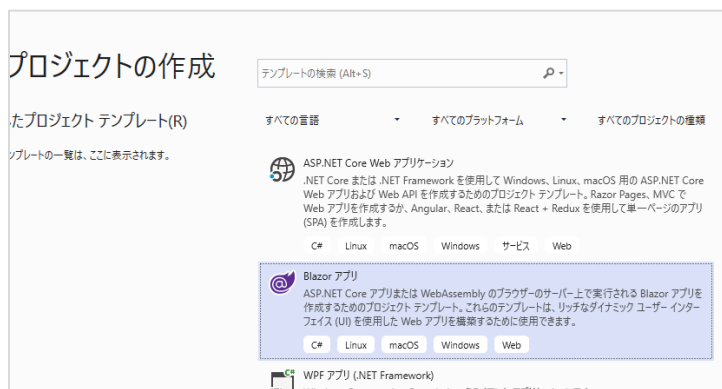 プロジェクトの作成
テンプレートの検索 (Alt+S)
たプロジェクト テンプレート(R)
すべての言語
すべてのプラットフォーム
すべてのプロジェクトの種類
ンプレートの一覧は、ここに表示されます。
ASP.NET Core Web アプリケーション
.NET Core または .NET Framework を使用して Windows、Linux、macOS 用の ASP.NET Core
Web アプリおよび Web API を作成するためのプロジェクト テンプレート。Razor Pages、MVC で
Web アプリを作成するか、Angular、React、または React + Redux を使用して単一ページのアプリ
(SPA) を作成します。
C# Linux macOS Windows サービス Web
Blazor アプリ
ASP.NET Core アプリまたは WebAssembly のブラウザーのサーバー上で実行される Blazor アプリを
作成するためのプロジェクト テンプレート。これらのテンプレートは、リッチなダイナミック ユーザー インター
フェイス (UI) を使用した Web アプリを構築するために使用できます。
C# Linux macOS Windows Web
C#
WPF アプリ (.NET Framework)